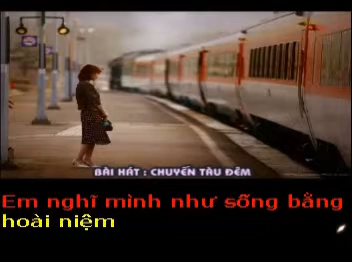 BÀI HÁT : CHUYẾN TÀU ĐÊM
Em nghĩ mình như sống bằng
hoài niệm